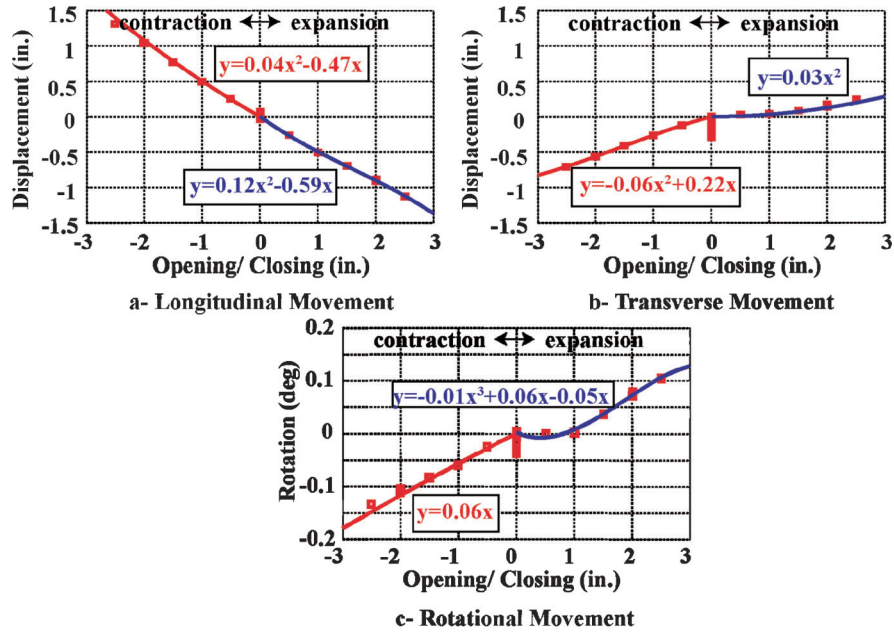 contraction ↔ expansion
Displacement (in.)
1.5
1
0.5
0
-0.5
-1
1.5
y=0.04x²-0.47x
y=0.12x²-0.59x
-3 -2 -1 0 1 2 3
Opening/ Closing (in.)
a- Longitudinal Movement
contraction ↔ expansion
Displacement (in.)
1.5
1
0.5
0
-0.5
-1
1.5
y=0.03x²
y=-0.06x²+0.22x
-3 -2 -1 0 1 2 3
Opening/ Closing (in.)
b- Transverse Movement
contraction ↔ expansion
Rotation (deg)
0.2
0.1
0
-0.1
-0.2
y=-0.01x³+0.06x-0.05x
y=0.06x
-3 -2 -1 0 1 2 3
Opening/ Closing (in.)
c- Rotational Movement